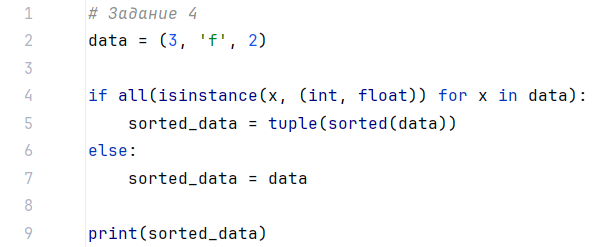 1 # Задание 4
2 data = (3, 'f', 2)
3
4 if all(isinstance(x, (int, float)) for x in data):
5     sorted_data = tuple(sorted(data))
6 else:
7     sorted_data = data
8
9 print(sorted_data)